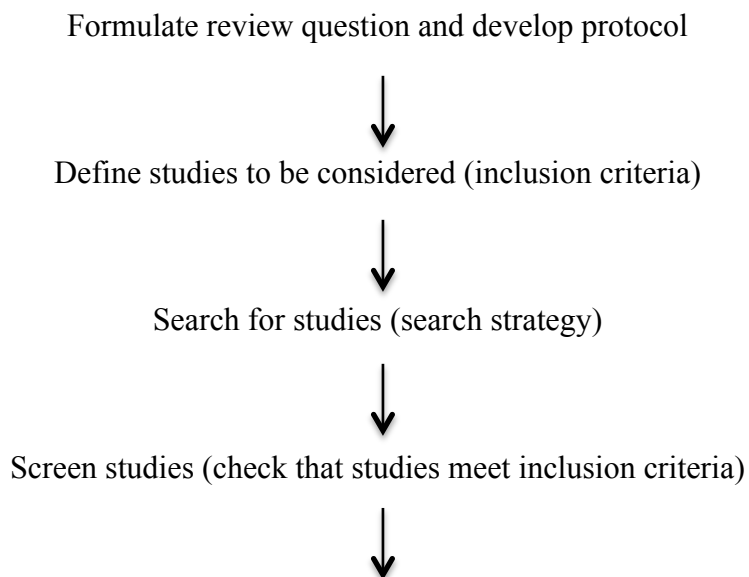 Formulate review question and develop protocol
Define studies to be considered (inclusion criteria)
Search for studies (search strategy)
Screen studies (check that studies meet inclusion criteria)